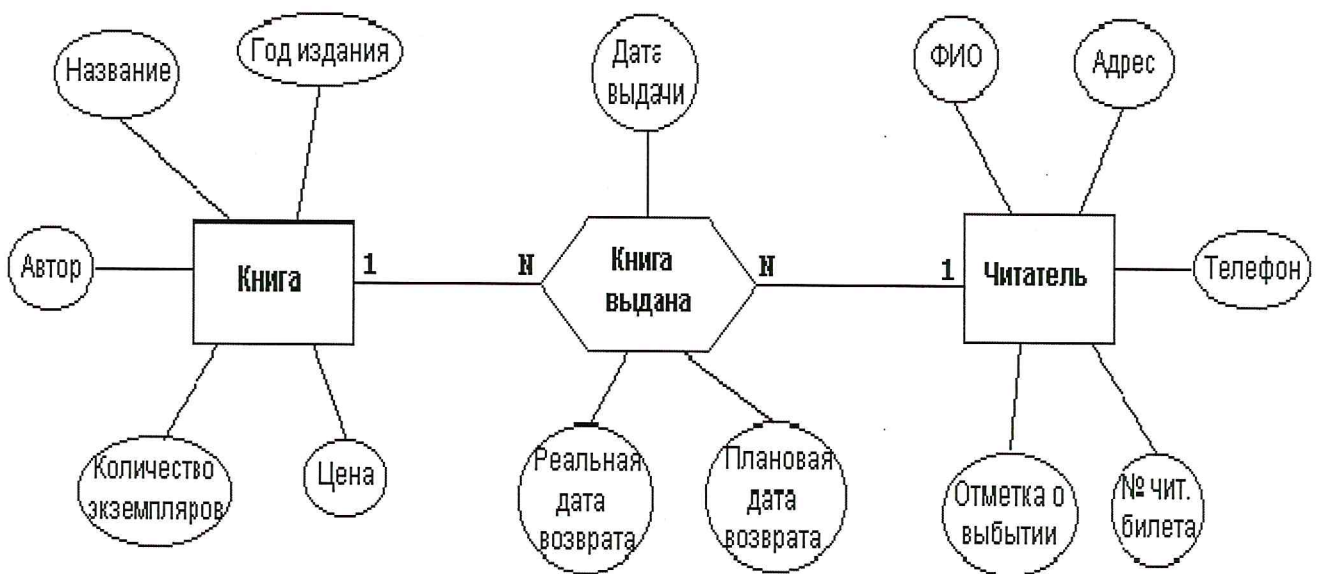 Название
Год издания
Дата
выдачи
ФИО
Адрес
Автор
Книга
1
N
Книга
выдана
N
1
Читатель
Телефон
Количество
экземпляров
Цена
Реальная
дата
возврата
Плановая
дата
возврата
Отметка о
выбытии
№ чит.
билета